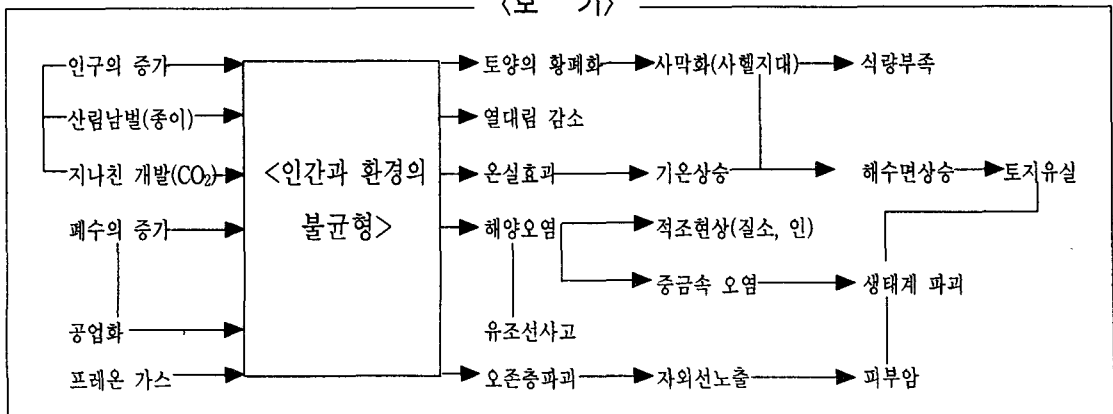 <보 기>
인구의 증가 토양의 황폐화 사막화(사헬지대) 식량부족
산림남벌(종이) 열대림 감소
지나친 개발(CO₂) <인간과 환경의 온실효과 기온상승 해수면상승 토지유실
폐수의 증가 불균형> 해양오염 적조현상(질소, 인)
중금속 오염 생태계 파괴
공업화 유조선사고
프레온 가스 오존층파괴 자외선노출 피부암